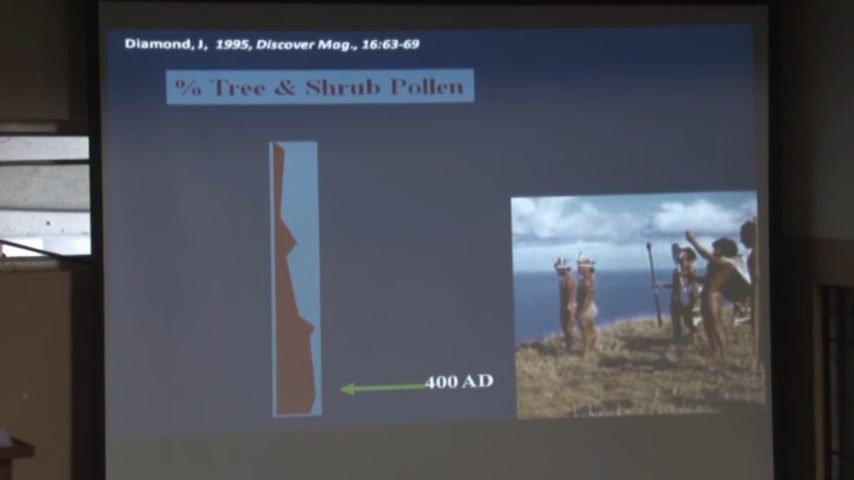 Diamond, J, 1995, Discover Mag., 16:63-69
% Tree & Shrub Pollen
400 AD